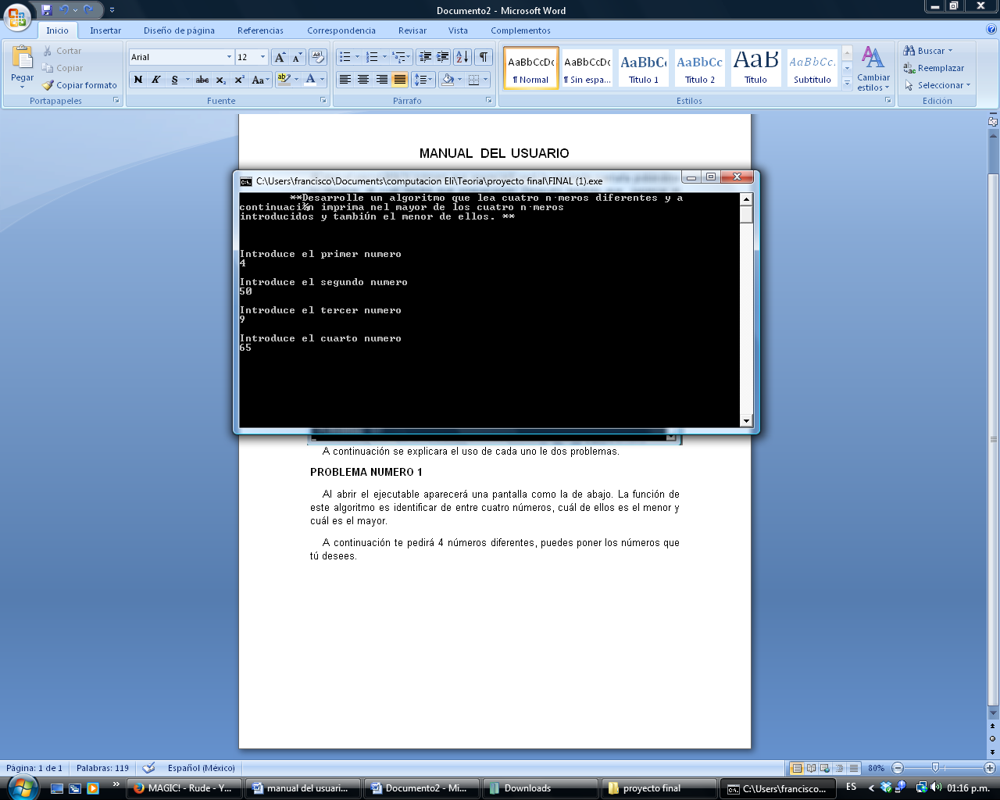 Documento2 - Microsoft Word
Inicio Insertar Diseño de página Referencias Correspondencia Revisar Vista Complementos
Pegar
Cortar
Copiar
Copiar formato
Portapapeles
Arial 12
N K S abe x₂ x² Aa
Fuente
Párrafo
AaBbCcDc AaBbCcDc AaBbCc AaBbCc AaB AaBbCc.
¶ Normal ¶ Sin espa... Título 1 Título 2 Título Subtítulo
Cambiar estilos
Estilos
Buscar
Reemplazar
Seleccionar
Edición
MANUAL DEL USUARIO
C:\Users\francisco\Documents\computacion Eli\Teoria\proyecto final\FINAL (1).exe
**Desarrolle un algoritmo que lea cuatro n·meros diferentes y a
continuaci¾n imprima nel mayor de los cuatro n·meros
introducidos y tambiÚn el menor de ellos. **
Introduce el primer numero
4
Introduce el segundo numero
50
Introduce el tercer numero
9
Introduce el cuarto numero
65
A continuación se explicara el uso de cada uno le dos problemas.
PROBLEMA NUMERO 1
Al abrir el ejecutable aparecerá una pantalla como la de abajo. La función de
este algoritmo es identificar de entre cuatro números, cuál de ellos es el menor y
cuál es el mayor.
A continuación te pedirá 4 números diferentes, puedes poner los números que
tú desees.
Página: 1 de 1 Palabras: 119 Español (México) 80%
MAGIC! - Rude - Y... manual del usuari... Documento2 - Mi... Downloads proyecto final C:\Users\francisco... ES 01:16 p.m.